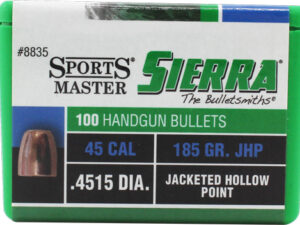 #8835
SPORTS MASTER
SIERRA
The Bulletsmiths®
100 HANDGUN BULLETS
45 CAL
185 GR. JHP
.4515 DIA.
JACKETED HOLLOW POINT